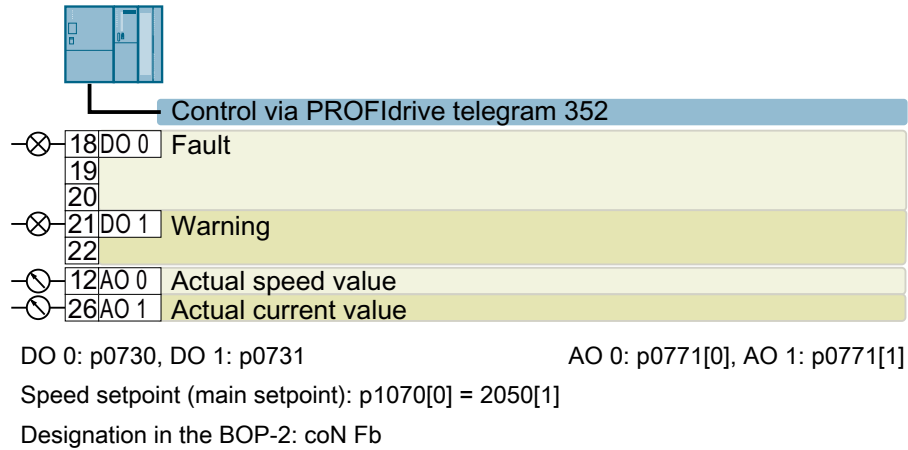 Control via PROFIdrive telegram 352
18 DO 0 Fault
19
20
21 DO 1 Warning
22
12 AO 0 Actual speed value
26 AO 1 Actual current value
DO 0: p0730, DO 1: p0731 AO 0: p0771[0], AO 1: p0771[1]
Speed setpoint (main setpoint): p1070[0] = 2050[1]
Designation in the BOP-2: coN Fb